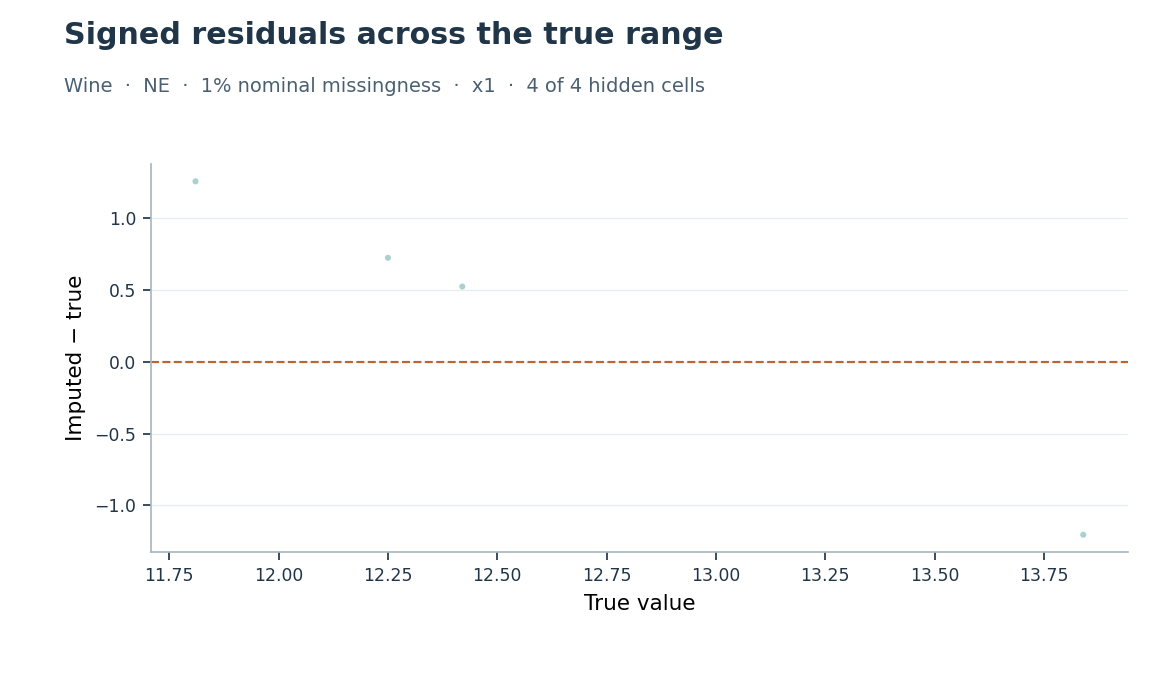 Signed residuals across the true range
Wine · NE · 1% nominal missingness · x1 · 4 of 4 hidden cells
Imputed − true
1.0
0.5
0.0
−0.5
−1.0
11.75 12.00 12.25 12.50 12.75 13.00 13.25 13.50 13.75
True value